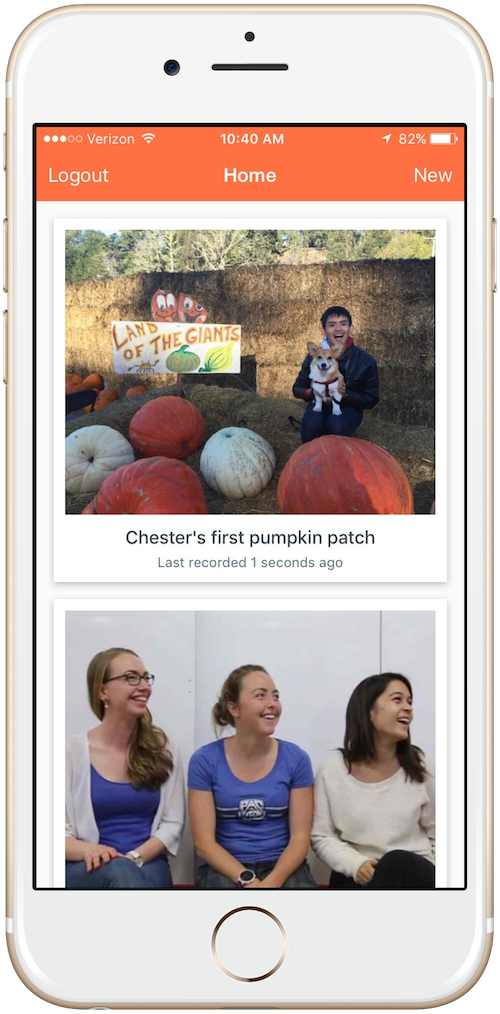 Verizon 10:40 AM 82%
Logout Home New
LAND
OF THE GIANTS
Chester's first pumpkin patch
Last recorded 1 seconds ago
PAC